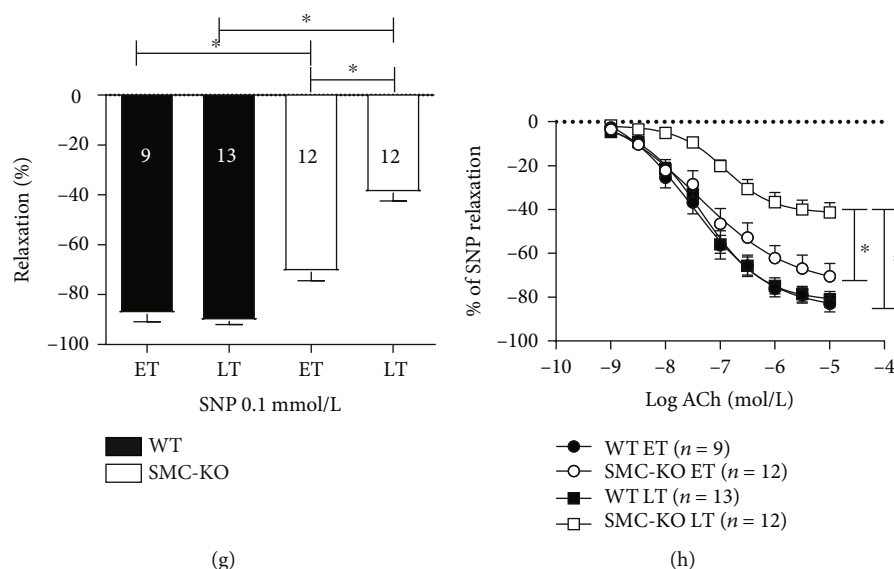 *
*
*
0
−20
−40
−60
−80
−100
Relaxation (%)
9
13
12
12
ET
LT
ET
LT
SNP 0.1 mmol/L
WT
SMC-KO
(g)
0
−20
−40
−60
−80
−100
% of SNP relaxation
*
−10
−9
−8
−7
−6
−5
−4
Log ACh (mol/L)
WT ET (n = 9)
SMC-KO ET (n = 12)
WT LT (n = 13)
SMC-KO LT (n = 12)
(h)